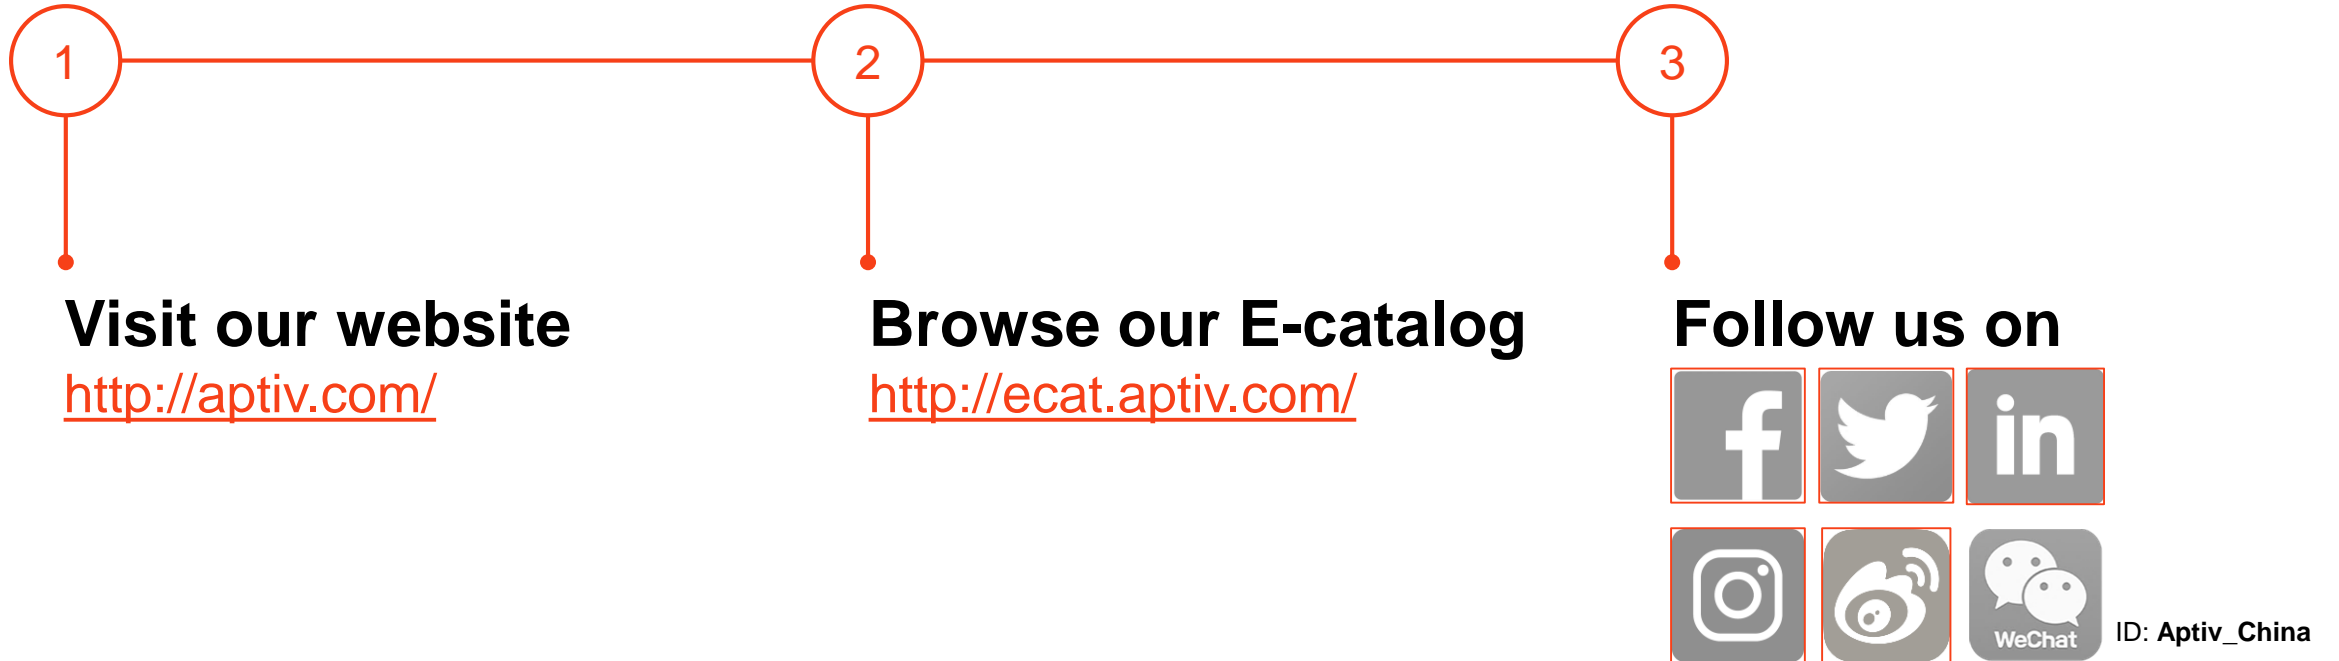 1
2
3
Visit our website
http://aptiv.com/
Browse our E-catalog
http://ecat.aptiv.com/
Follow us on
f
in
WeChat
ID: Aptiv_China